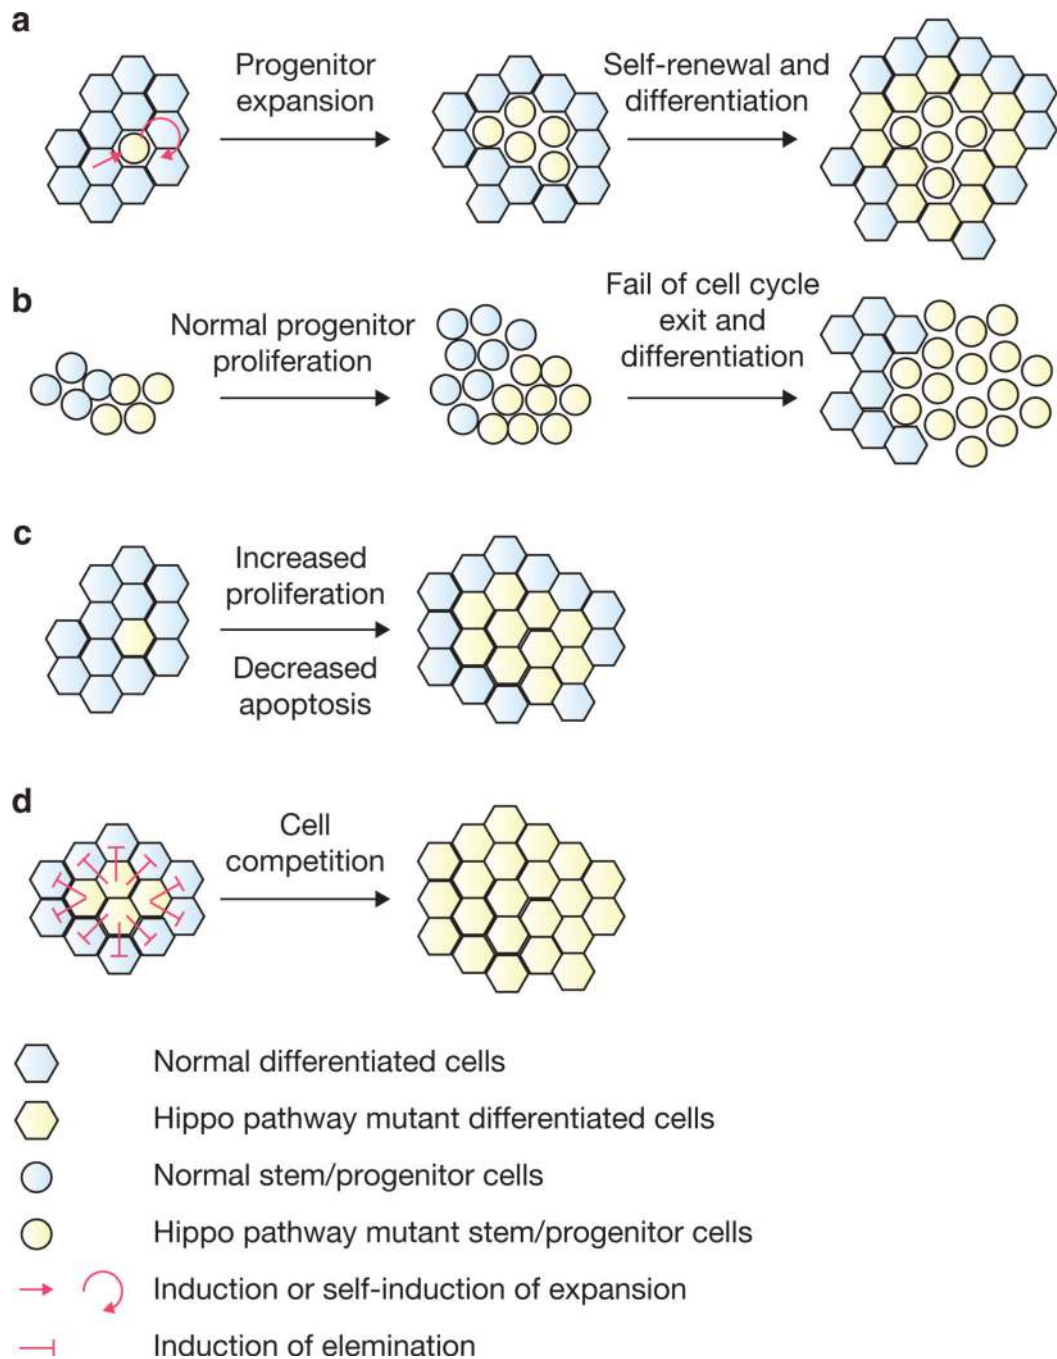 a
Progenitor
expansion
Self-renewal and
differentiation
b
Normal progenitor
proliferation
Fail of cell cycle
exit and
differentiation
c
Increased
proliferation
Decreased
apoptosis
d
Cell
competition
Normal differentiated cells
Hippo pathway mutant differentiated cells
Normal stem/progenitor cells
Hippo pathway mutant stem/progenitor cells
Induction or self-induction of expansion
Induction of elemination